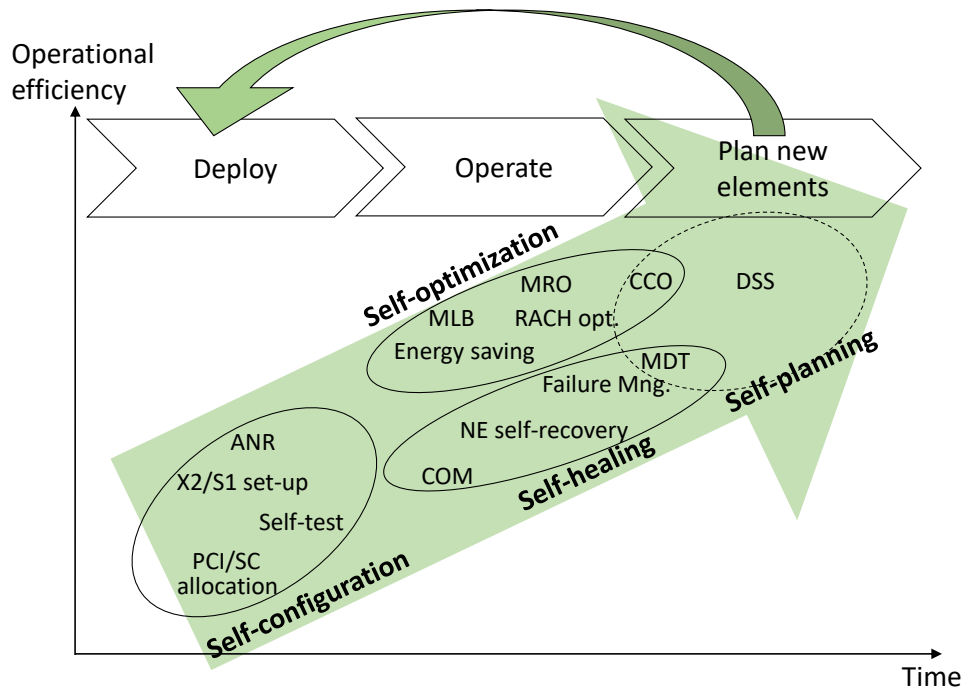 Operational
efficiency
Deploy
Operate
Plan new
elements
Self-optimization
MRO
CCO
DSS
MLB
RACH opt.
Energy saving
MDT
Failure Mng.
Self-planning
ANR
NE self-recovery
X2/S1 set-up
COM
Self-healing
Self-test
PCI/SC
allocation
Self-configuration
Time